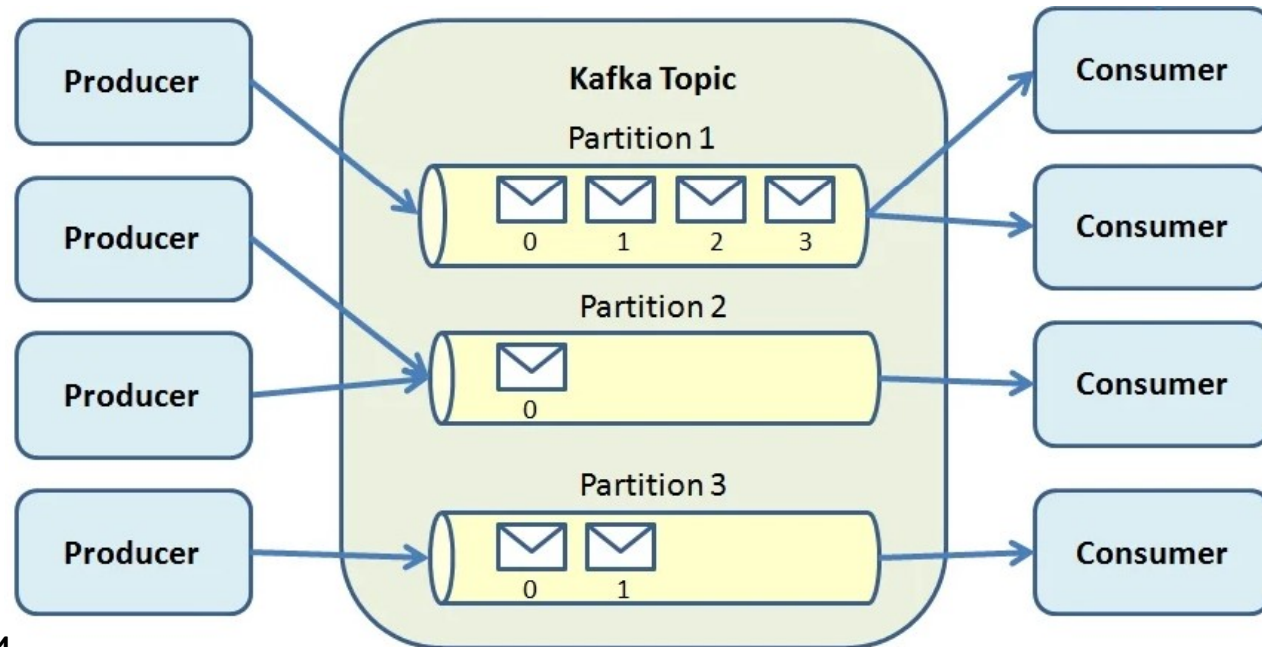 Producer
Producer
Producer
Producer
Kafka Topic
Partition 1
0 1 2 3
Partition 2
0
Partition 3
0 1
Consumer
Consumer
Consumer
Consumer